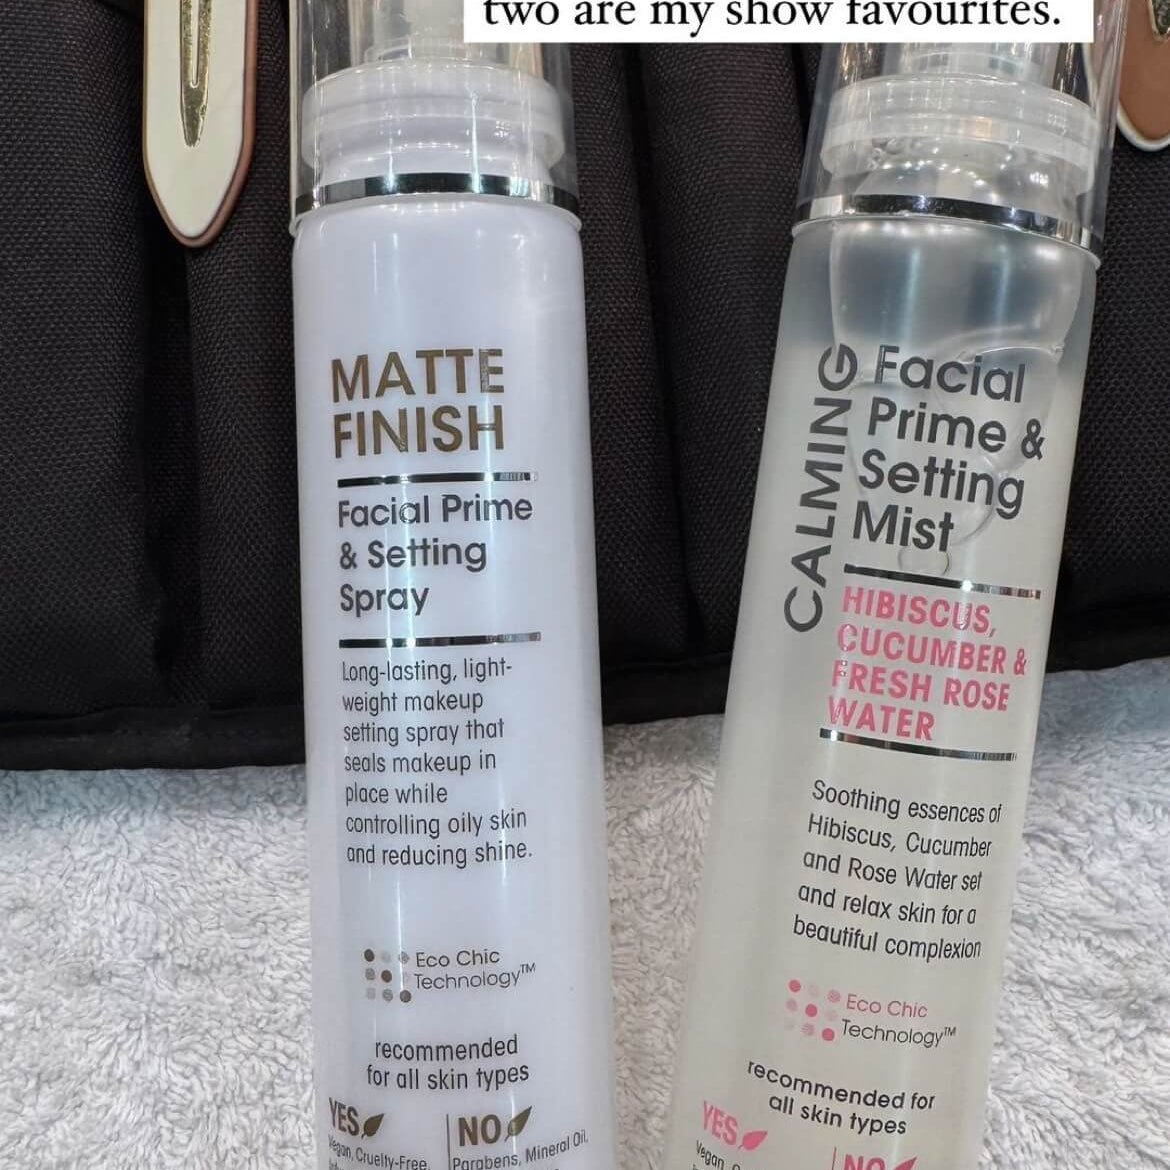 two are my show favourites.
MATTE
FINISH
Facial Prime
& Setting
Spray
Long-lasting, light-
weight makeup
setting spray that
seals makeup in
place while
controlling oily skin
and reducing shine.
Eco Chic
Technology™
recommended
for all skin types
YES
Vegan, Cruelty-Free,
NO
Parabens, Mineral Oil,
CALMING
Facial
Prime &
Setting
Mist
HIBISCUS,
CUCUMBER &
FRESH ROSE
WATER
Soothing essences of
Hibiscus, Cucumber
and Rose Water set
and relax skin for a
beautiful complexion
Eco Chic
Technology™
recommended for
all skin types
YES
Vegan,
NO